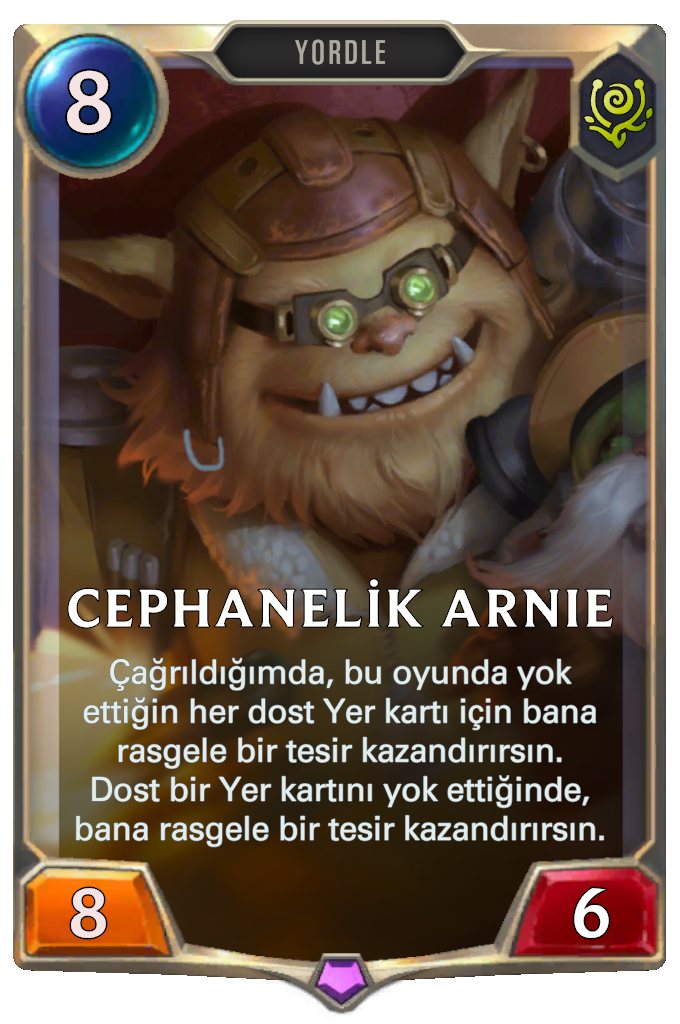 8
YORDLE
CEPHANELİK ARNIE
Çağrıldığımda, bu oyunda yok
ettiğin her dost Yer kartı için bana
rasgele bir tesir kazandırırsın.
Dost bir Yer kartını yok ettiğinde,
bana rasgele bir tesir kazandırırsın.
8
6